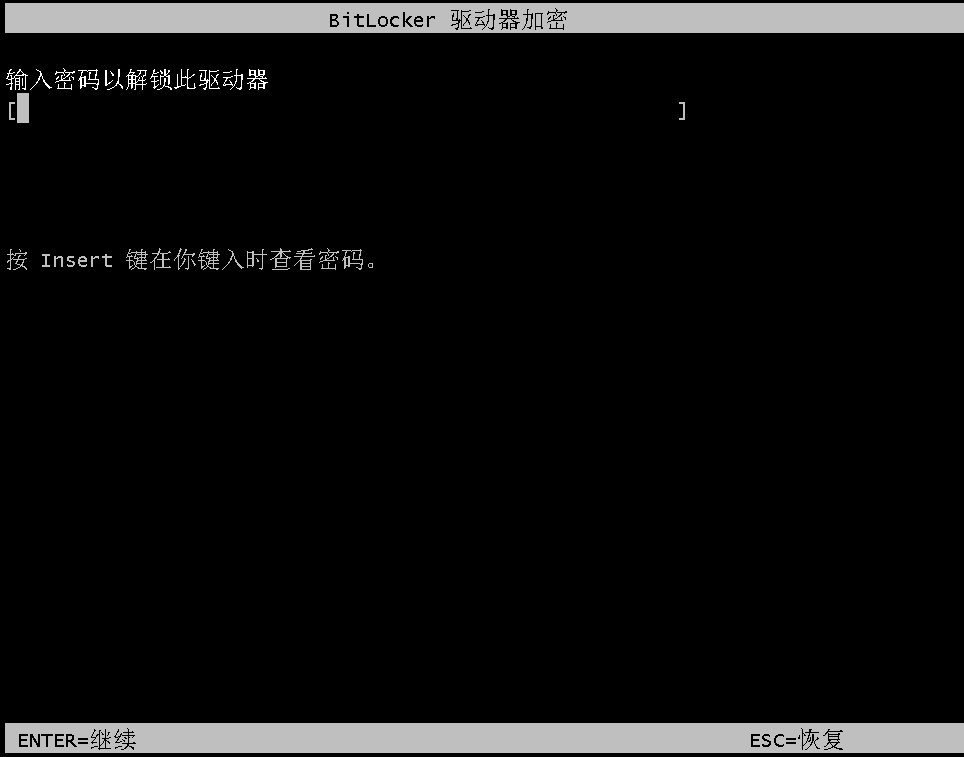 BitLocker 驱动器加密
输入密码以解锁此驱动器
[ ]
按 Insert 键在你键入时查看密码。
ENTER=继续 ESC=恢复